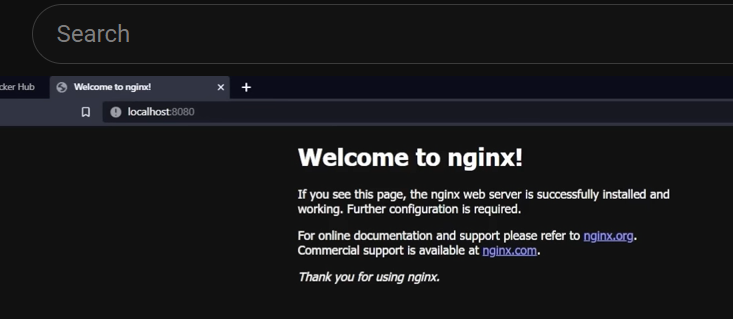 Search
cker Hub
Welcome to nginx!
localhost:8080
Welcome to nginx!
If you see this page, the nginx web server is successfully installed and
working. Further configuration is required.
For online documentation and support please refer to nginx.org.
Commercial support is available at nginx.com.
Thank you for using nginx.